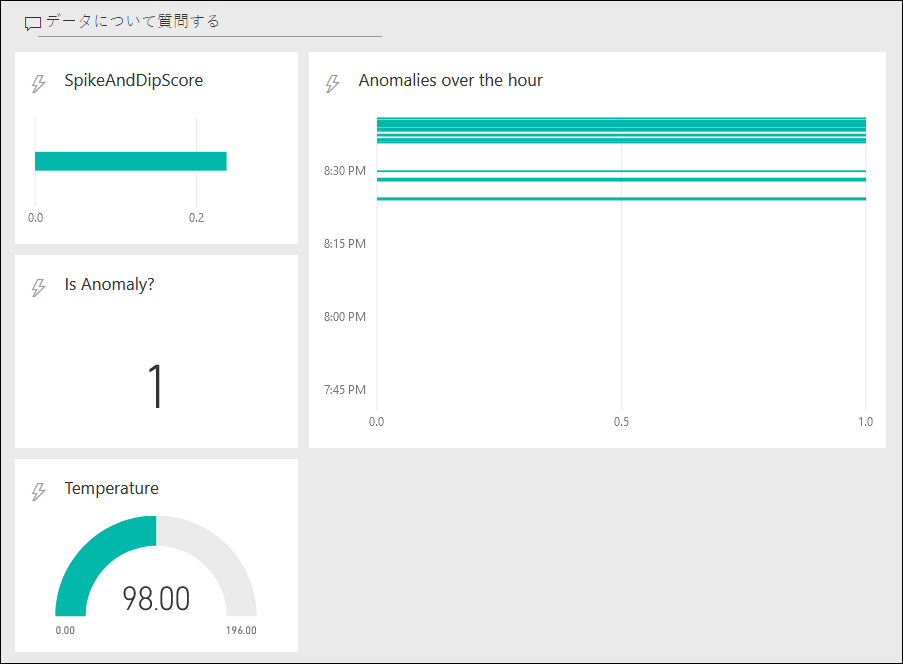 データについて質問する
SpikeAndDipScore
0.0 0.2
Is Anomaly?
1
Temperature
98.00
0.00 196.00
Anomalies over the hour
8:30 PM
8:15 PM
8:00 PM
7:45 PM
0.0 0.5 1.0